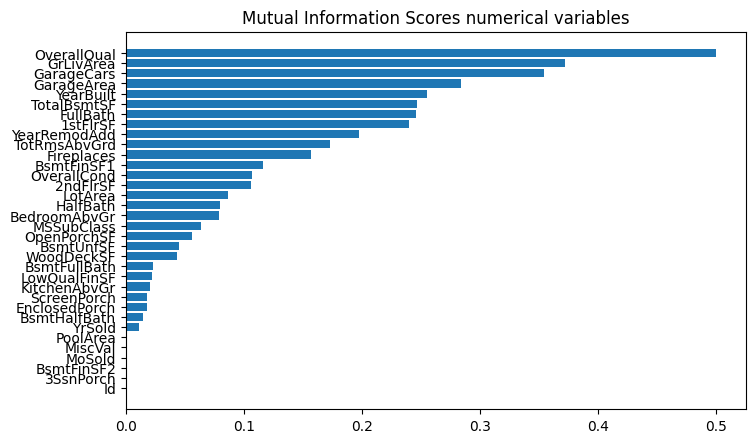 Mutual Information Scores numerical variables
OverallQual
GrLivArea
GarageCars
GarageArea
YearBuilt
TotalBsmtSF
FullBath
1stFlrSF
YearRemodAdd
TotRmsAbvGrd
Fireplaces
BsmtFinSF1
OverallCond
2ndFlrSF
LotArea
HalfBath
BedroomAbvGr
MSSubClass
OpenPorchSF
BsmtUnfSF
WoodDeckSF
BsmtFullBath
LowQualFinSF
KitchenAbvGr
ScreenPorch
EnclosedPorch
BsmtHalfBath
YrSold
PoolArea
MiscVal
MoSold
BsmtFinSF2
3SsnPorch
Id
0.0 0.1 0.2 0.3 0.4 0.5